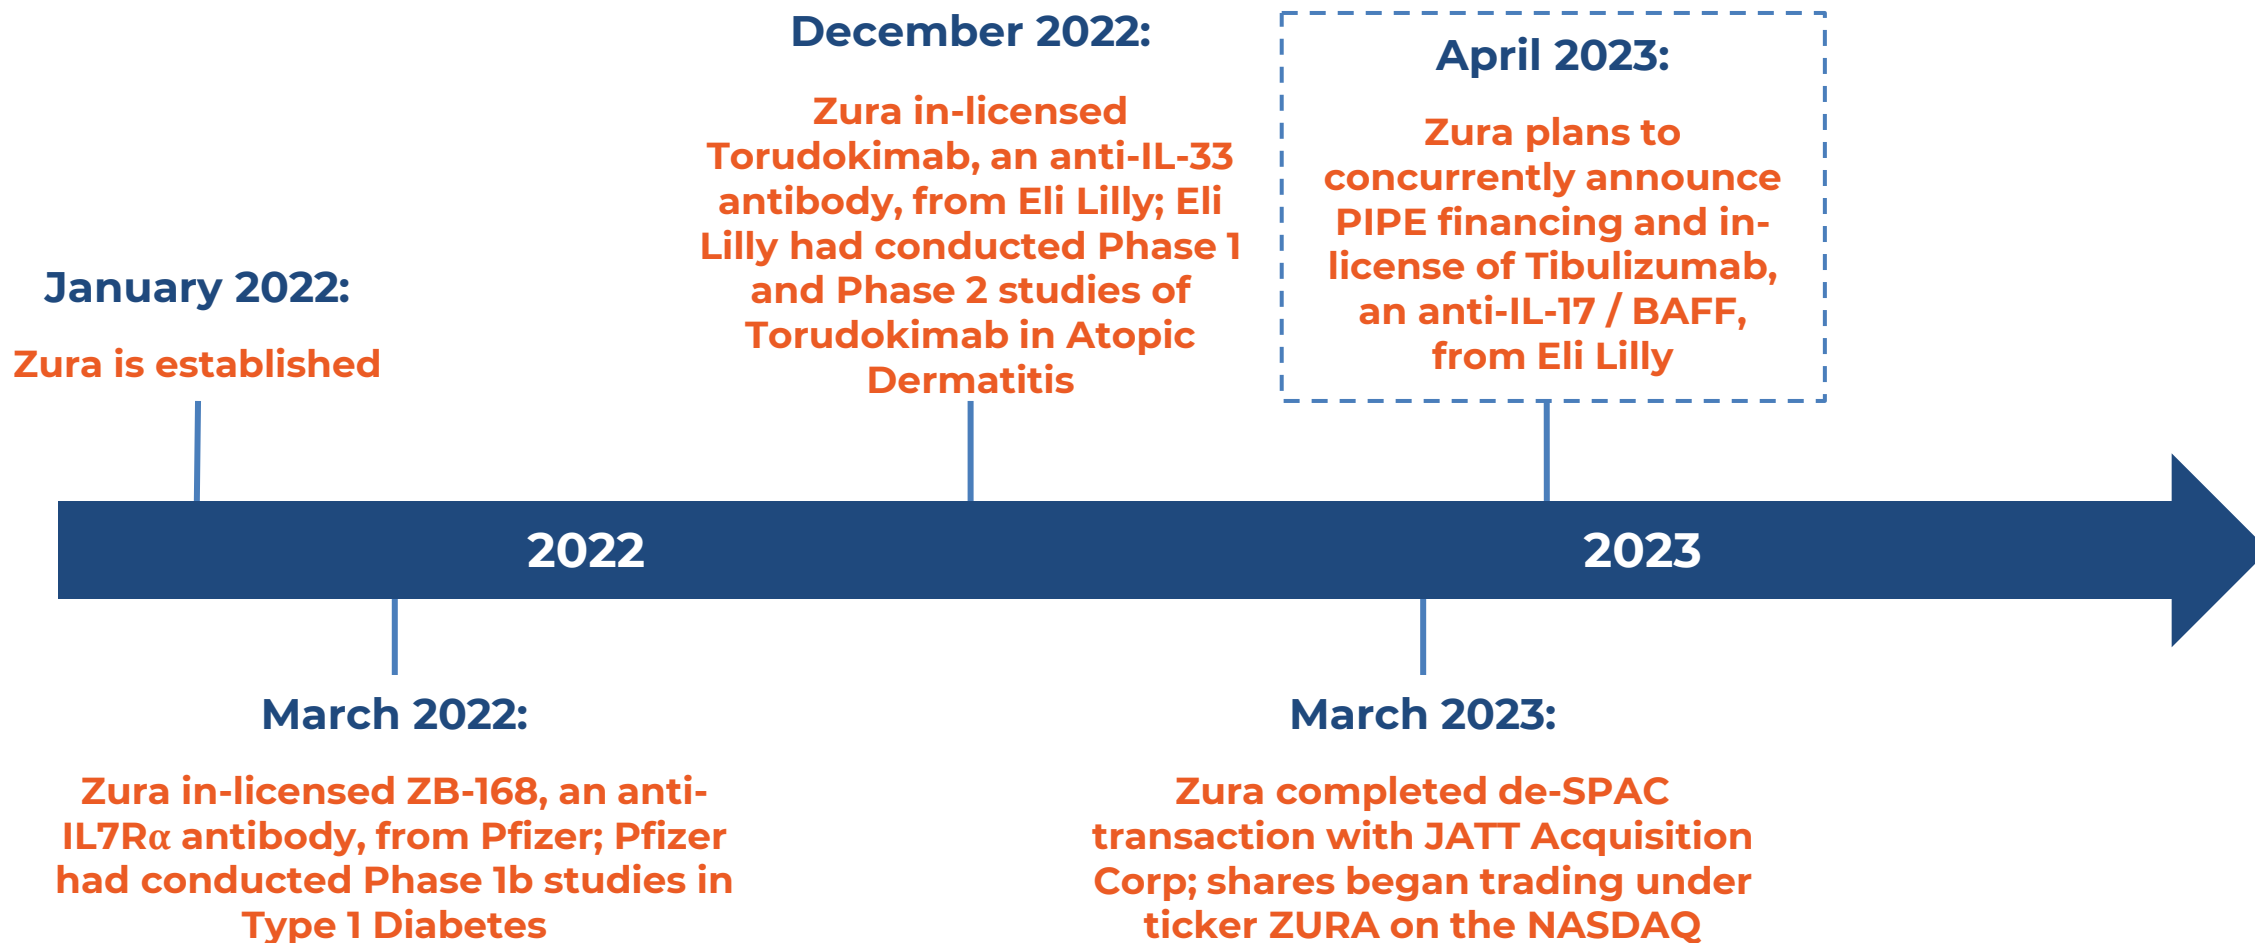 December 2022:
Zura in-licensed
Torudokimab, an anti-IL-33
antibody, from Eli Lilly; Eli
Lilly had conducted Phase 1
and Phase 2 studies of
Torudokimab in Atopic
Dermatitis
April 2023:
Zura plans to
concurrently announce
PIPE financing and in-
license of Tibulizumab,
an anti-IL-17 / BAFF,
from Eli Lilly
January 2022:
Zura is established
2022
2023
March 2022:
Zura in-licensed ZB-168, an anti-
IL7Rα antibody, from Pfizer; Pfizer
had conducted Phase 1b studies in
Type 1 Diabetes
March 2023:
Zura completed de-SPAC
transaction with JATT Acquisition
Corp; shares began trading under
ticker ZURA on the NASDAQ